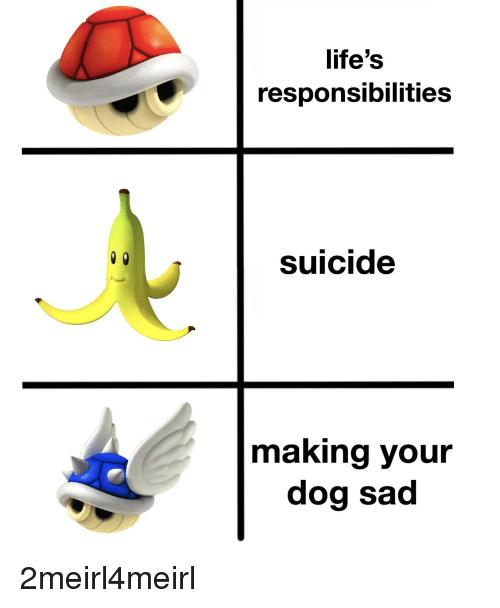 life's
responsibilities
suicide
making your
dog sad
2meirl4meirl